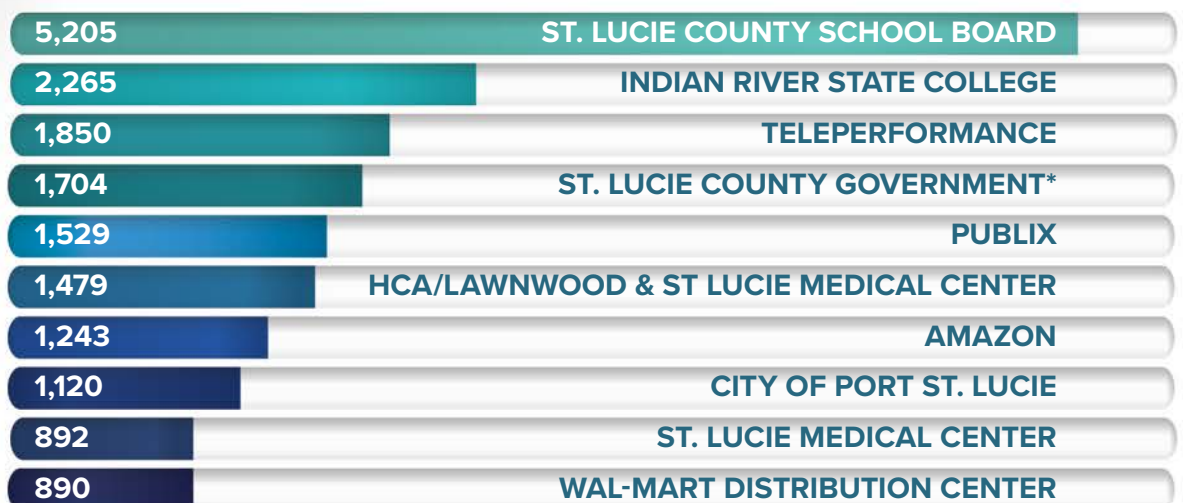 5,205 ST. LUCIE COUNTY SCHOOL BOARD
2,265 INDIAN RIVER STATE COLLEGE
1,850 TELEPERFORMANCE
1,704 ST. LUCIE COUNTY GOVERNMENT*
1,529 PUBLIX
1,479 HCA/LAWNWOOD & ST LUCIE MEDICAL CENTER
1,243 AMAZON
1,120 CITY OF PORT ST. LUCIE
892 ST. LUCIE MEDICAL CENTER
890 WAL-MART DISTRIBUTION CENTER